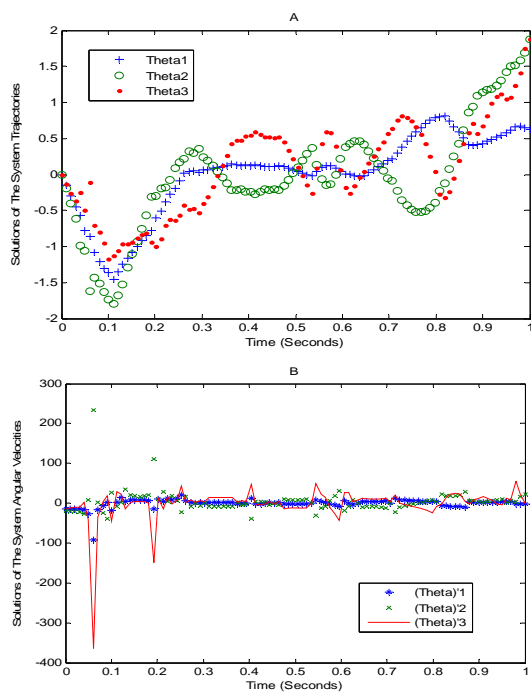 A
Solutions of The System Trajectories
2
1.5
1
0.5
0
-0.5
-1
-1.5
-2
Theta1
Theta2
Theta3
0 0.1 0.2 0.3 0.4 0.5 0.6 0.7 0.8 0.9 1
Time (Seconds)
B
Solutions of The System Angular Velocities
300
200
100
0
-100
-200
-300
-400
(Theta)'1
(Theta)'2
(Theta)'3
0 0.1 0.2 0.3 0.4 0.5 0.6 0.7 0.8 0.9 1
Time (Seconds)